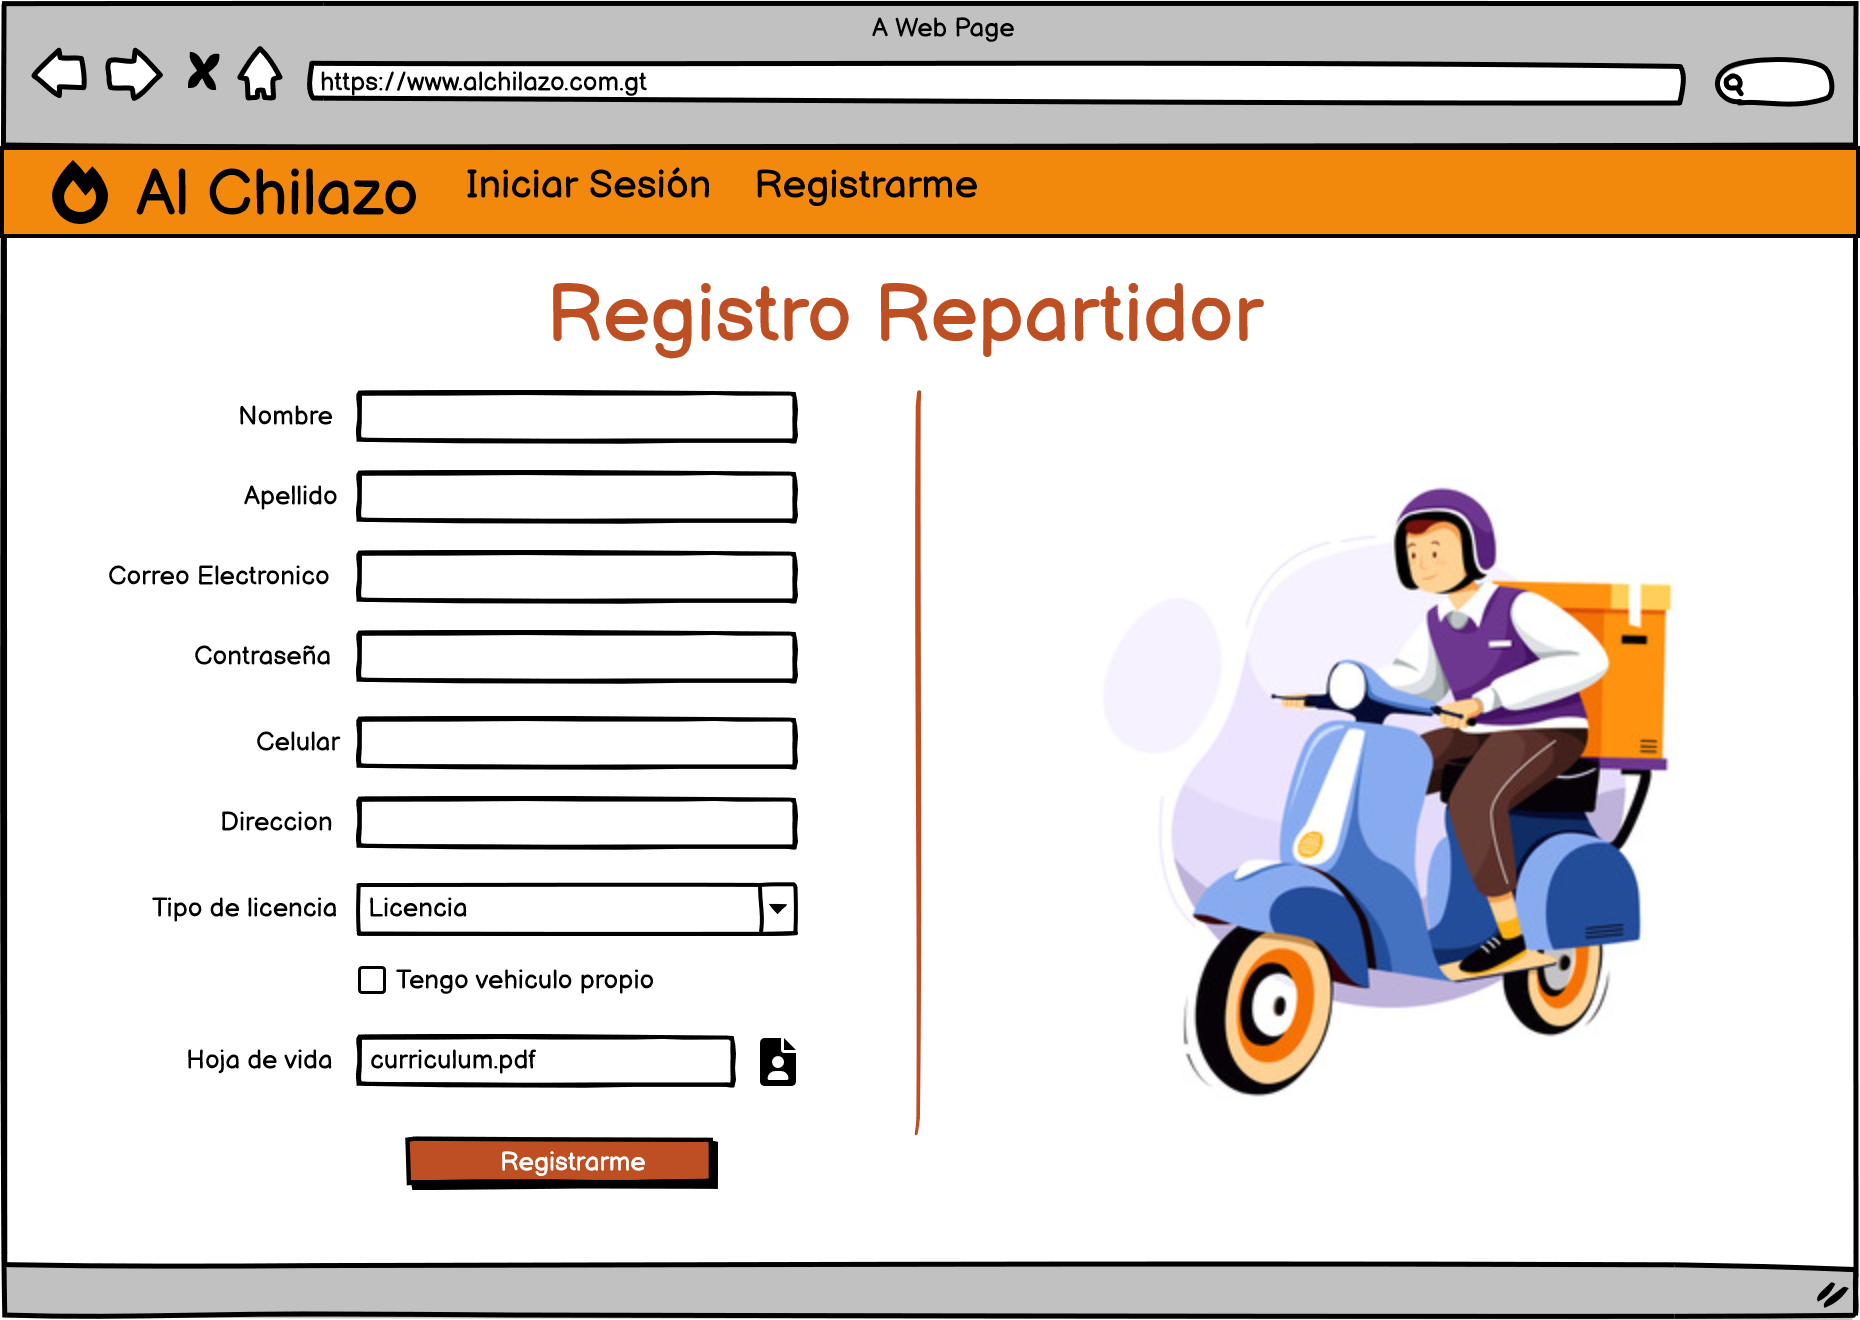 A Web Page
https://www.alchilazo.com.gt
Al Chilazo Iniciar Sesión Registrarme
Registro Repartidor
Nombre
Apellido
Correo Electronico
Contraseña
Celular
Direccion
Tipo de licencia Licencia
Tengo vehiculo propio
Hoja de vida curriculum.pdf
Registrarme